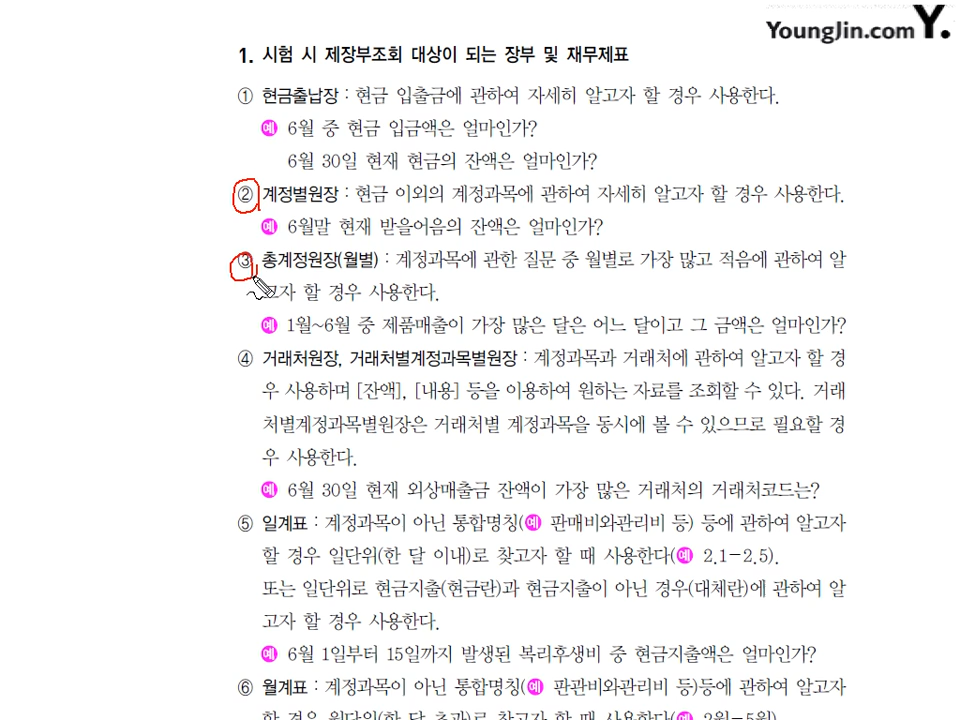 YoungJin.com Y.
1. 시험 시 제장부조회 대상이 되는 장부 및 재무제표
① 현금출납장 : 현금 입출금에 관하여 자세히 알고자 할 경우 사용한다.
예 6월 중 현금 입금액은 얼마인가?
6월 30일 현재 현금의 잔액은 얼마인가?
② 계정별원장 : 현금 이외의 계정과목에 관하여 자세히 알고자 할 경우 사용한다.
예 6월말 현재 받을어음의 잔액은 얼마인가?
③ 총계정원장(월별) : 계정과목에 관한 질문 중 월별로 가장 많고 적음에 관하여 알
고자 할 경우 사용한다.
예 1월~6월 중 제품매출이 가장 많은 달은 어느 달이고 그 금액은 얼마인가?
④ 거래처원장, 거래처별계정과목별원장 : 계정과목과 거래처에 관하여 알고자 할 경
우 사용하며 [잔액], [내용] 등을 이용하여 원하는 자료를 조회할 수 있다. 거래
처별계정과목별원장은 거래처별 계정과목을 동시에 볼 수 있으므로 필요할 경
우 사용한다.
예 6월 30일 현재 외상매출금 잔액이 가장 많은 거래처의 거래처코드는?
⑤ 일계표 : 계정과목이 아닌 통합명칭(예 판매비와관리비 등) 등에 관하여 알고자
할 경우 일단위(한 달 이내)로 찾고자 할 때 사용한다(예 2.1-2.5).
또는 일단위로 현금지출(현금란)과 현금지출이 아닌 경우(대체란)에 관하여 알
고자 할 경우 사용한다.
예 6월 1일부터 15일까지 발생된 복리후생비 중 현금지출액은 얼마인가?
⑥ 월계표 : 계정과목이 아닌 통합명칭(예 판관비와관리비 등)등에 관하여 알고자
할 경우 월단위(한 달 초과)로 찾고자 할 때 사용한다(예 2월-5월)